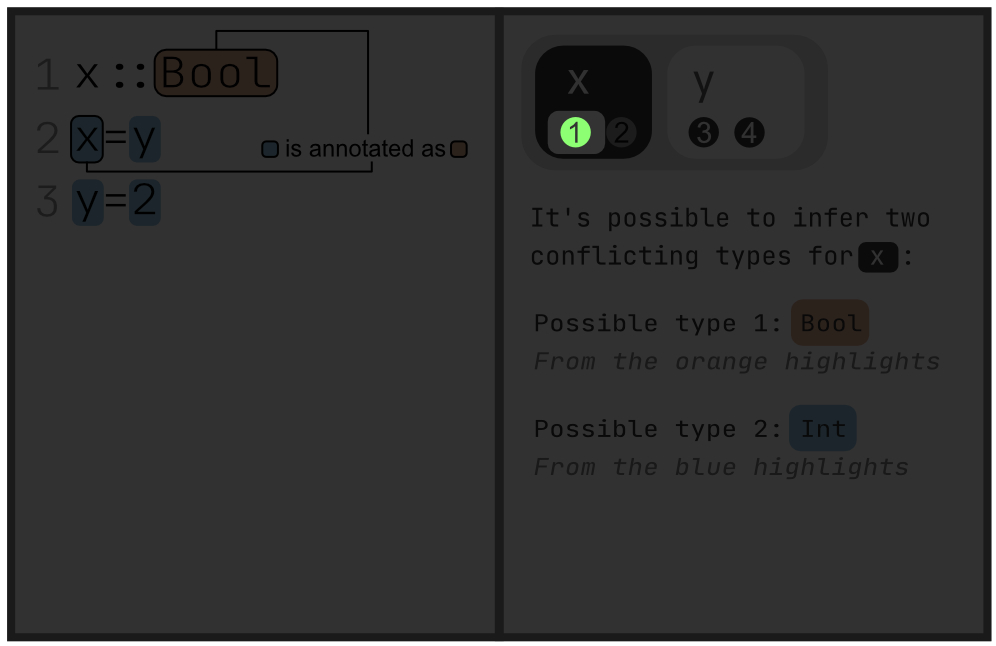 1 x::Bool
2 x=y
is annotated as
3 y=2
x y
1 2 3 4
It's possible to infer two
conflicting types for x:
Possible type 1: Bool
From the orange highlights
Possible type 2: Int
From the blue highlights